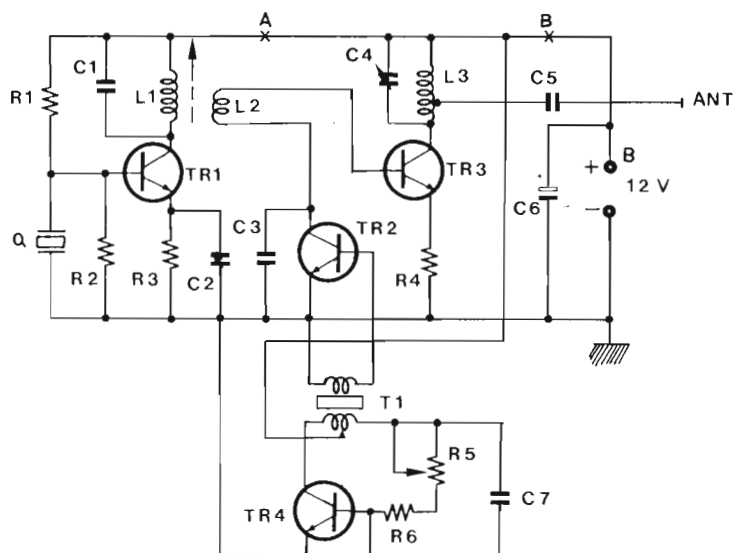 A
B
C1
C4
L3
C5
R1
L1
L2
ANT
TR1
TR3
+ B
12 V
-
C6
Q
R2
R3
C2
C3
TR2
R4
T1
R5
C7
TR4
R6